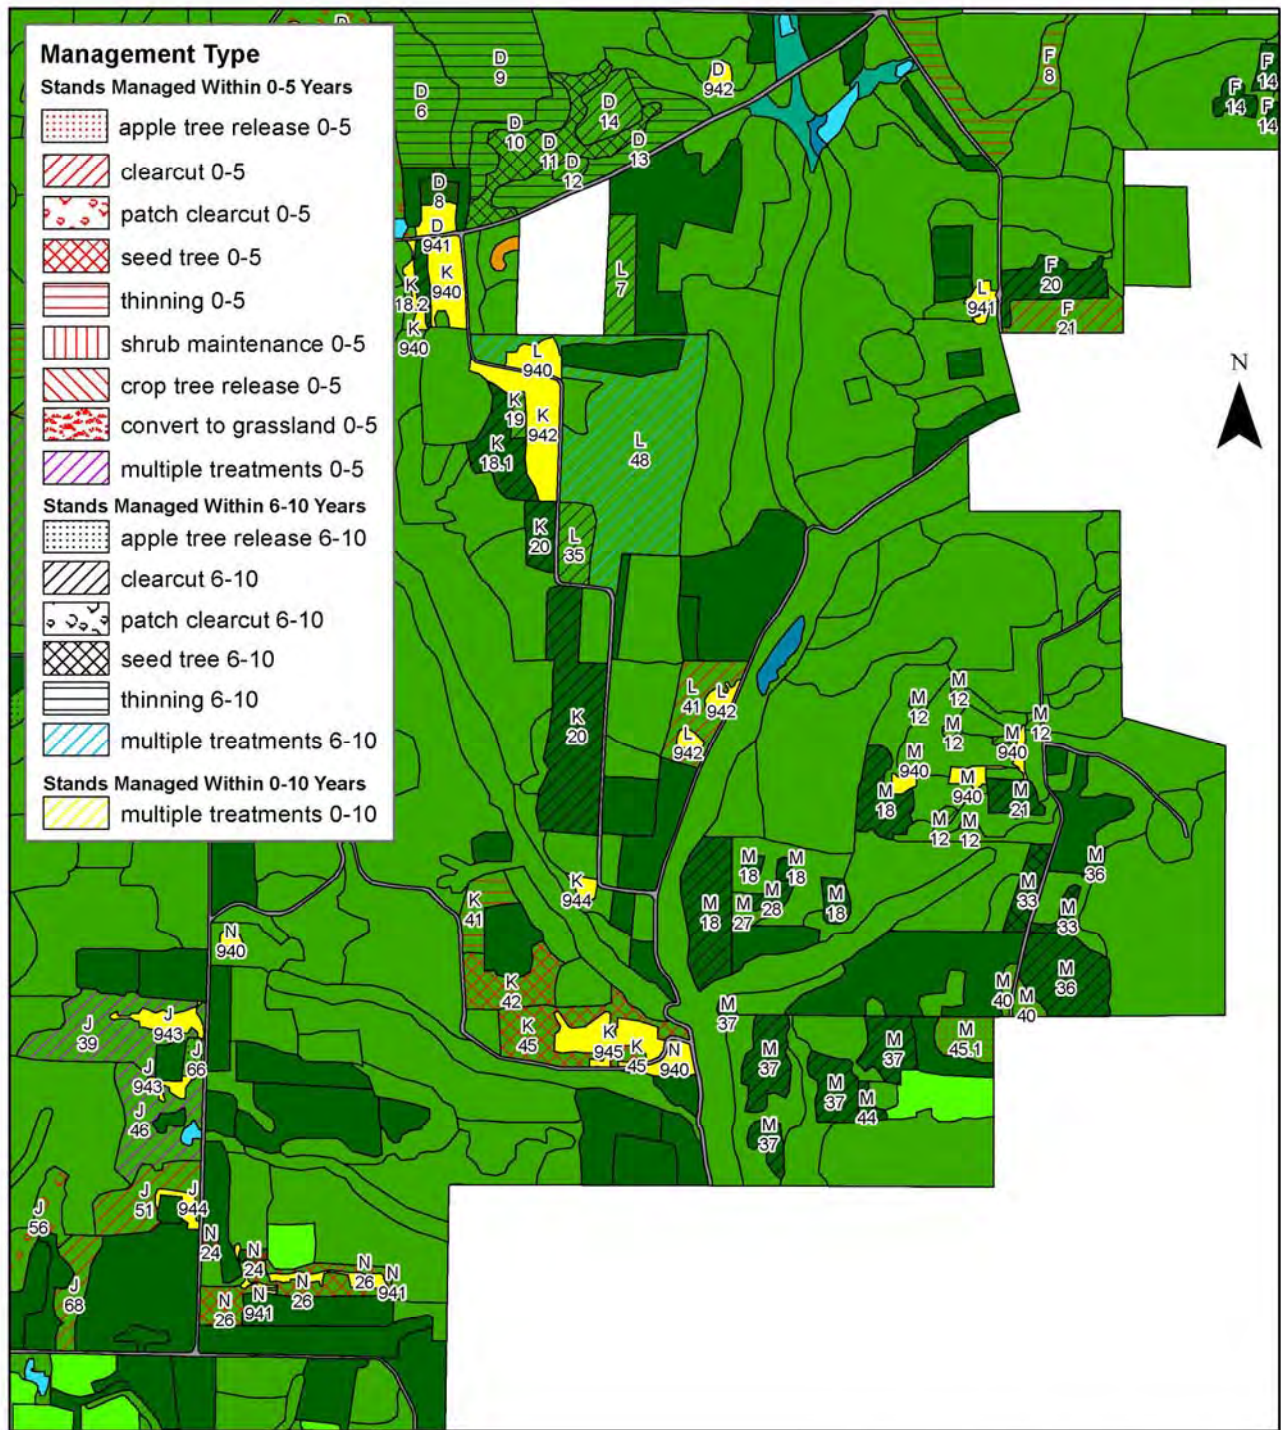 Management Type
Stands Managed Within 0-5 Years
apple tree release 0-5
clearcut 0-5
patch clearcut 0-5
seed tree 0-5
thinning 0-5
shrub maintenance 0-5
crop tree release 0-5
convert to grassland 0-5
multiple treatments 0-5
Stands Managed Within 6-10 Years
apple tree release 6-10
clearcut 6-10
patch clearcut 6-10
seed tree 6-10
thinning 6-10
multiple treatments 6-10
Stands Managed Within 0-10 Years
multiple treatments 0-10
N
D
D
9
D
6
D
942
D
14
D
10
D
11
D
12
D
13
F
8
F
14
F
14
F
14
D
8
D
941
K
940
K
18.2
K
940
L
7
L
941
F
20
F
21
L
940
K
19
K
942
K
18.1
L
48
K
20
L
35
K
20
L
41
L
942
L
942
M
12
M
12
M
12
M
12
M
940
M
940
M
940
M
18
M
21
M
12
M
12
M
36
M
18
M
18
M
28
M
18
M
27
M
18
M
33
M
33
M
36
M
40
M
40
K
944
K
41
K
42
K
45
K
945
K
45
N
940
N
940
M
37
M
37
M
37
M
37
M
44
M
45.1
M
37
J
39
J
943
J
66
J
943
J
46
J
51
J
944
J
56
J
68
N
24
N
24
N
26
N
941
N
26
N
26
N
941